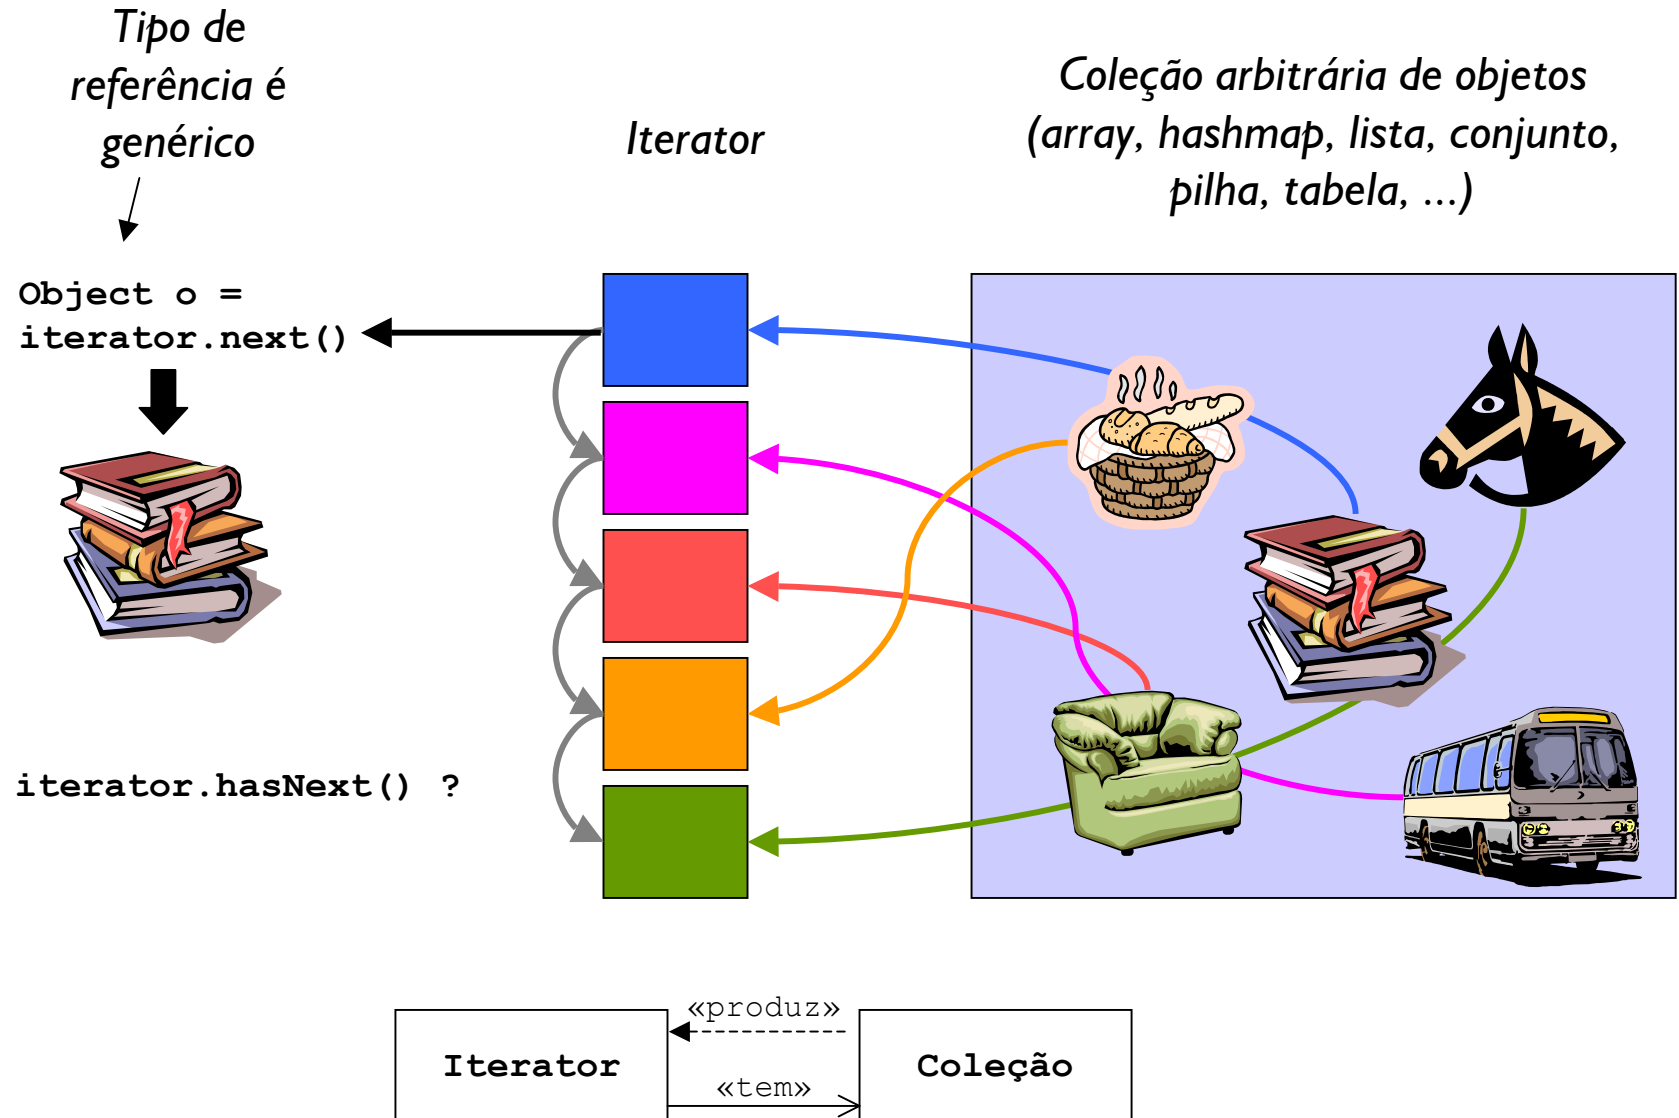 Tipo de
referência é
genérico
Iterator
Coleção arbitrária de objetos
(array, hashmap, lista, conjunto,
pilha, tabela, ...)
Object o =
iterator.next()
iterator.hasNext() ?
«produz»
Iterator
Coleção
«tem»